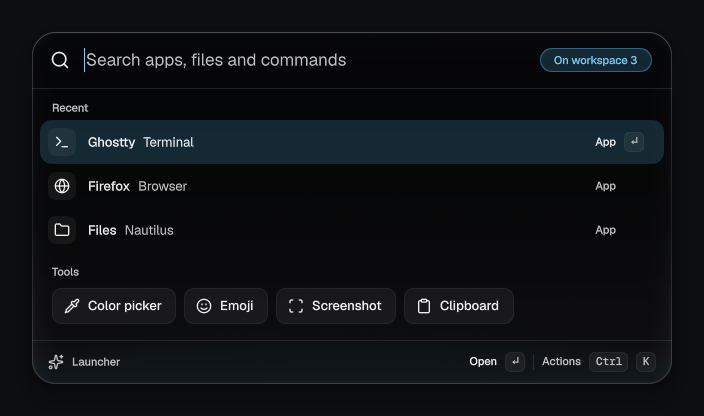 Search apps, files and commands On workspace 3
Recent
Ghostty Terminal App
Firefox Browser App
Files Nautilus App
Tools
Color picker Emoji Screenshot Clipboard
Launcher Open Actions Ctrl K